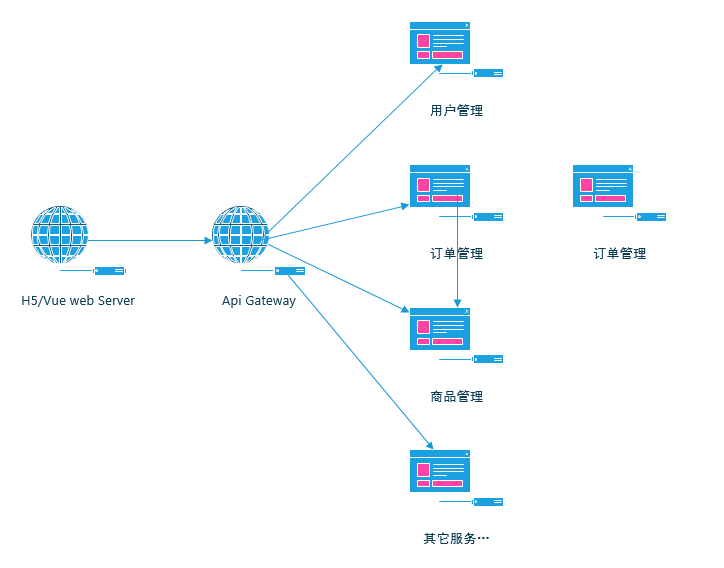 用户管理
订单管理
订单管理
H5/Vue web Server
Api Gateway
商品管理
其它服务…